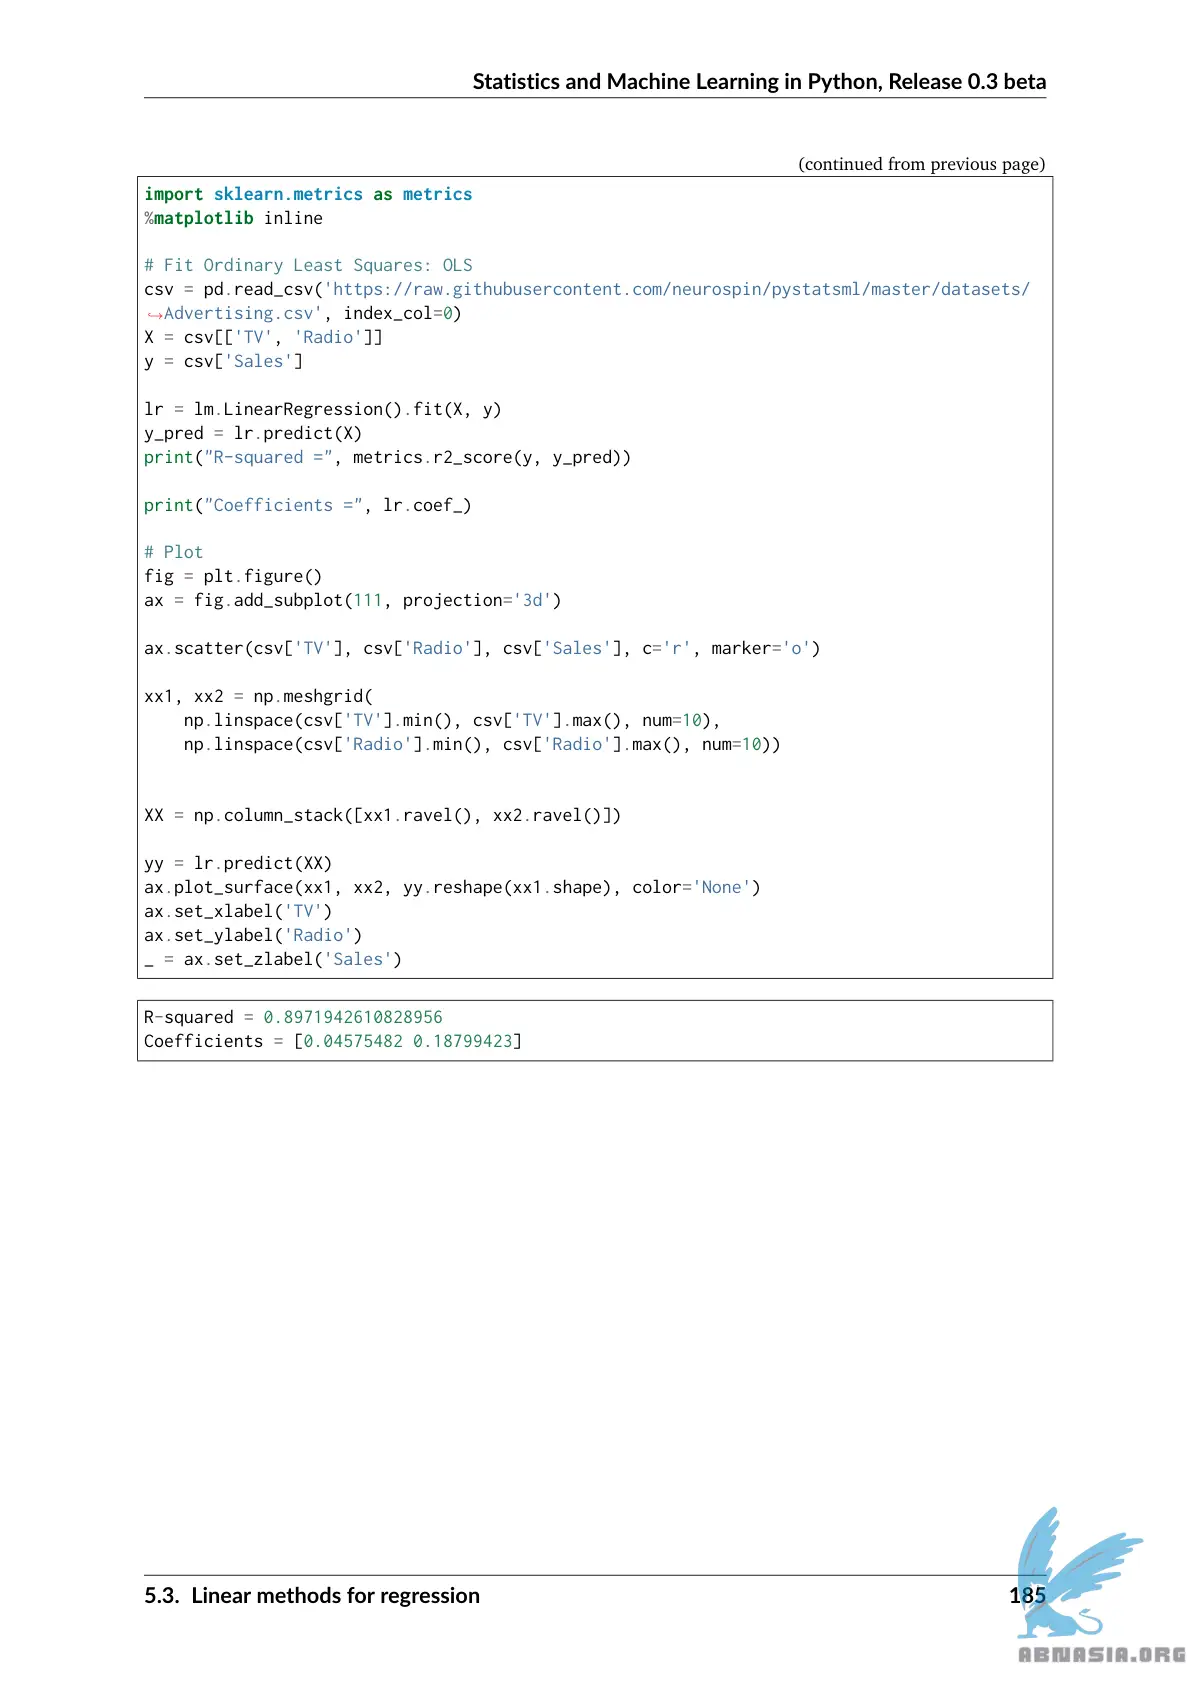 Statistics and Machine Learning in Python, Release 0.3 beta
(continued from previous page)
import sklearn.metrics as metrics
%matplotlib inline
# Fit Ordinary Least Squares: OLS
csv = pd.read_csv('https://raw.githubusercontent.com/neurospin/pystatsml/master/datasets/
↪Advertising.csv', index_col=0)
X = csv[['TV', 'Radio']]
y = csv['Sales']
lr = lm.LinearRegression().fit(X, y)
y_pred = lr.predict(X)
print("R-squared =", metrics.r2_score(y, y_pred))
print("Coefficients =", lr.coef_)
# Plot
fig = plt.figure()
ax = fig.add_subplot(111, projection='3d')
ax.scatter(csv['TV'], csv['Radio'], csv['Sales'], c='r', marker='o')
xx1, xx2 = np.meshgrid(
    np.linspace(csv['TV'].min(), csv['TV'].max(), num=10),
    np.linspace(csv['Radio'].min(), csv['Radio'].max(), num=10))
XX = np.column_stack([xx1.ravel(), xx2.ravel()])
yy = lr.predict(XX)
ax.plot_surface(xx1, xx2, yy.reshape(xx1.shape), color='None')
ax.set_xlabel('TV')
ax.set_ylabel('Radio')
_ = ax.set_zlabel('Sales')
R-squared = 0.8971942610828956
Coefficients = [0.04575482 0.18799423]
5.3. Linear methods for regression 185
ABNASIA.ORG